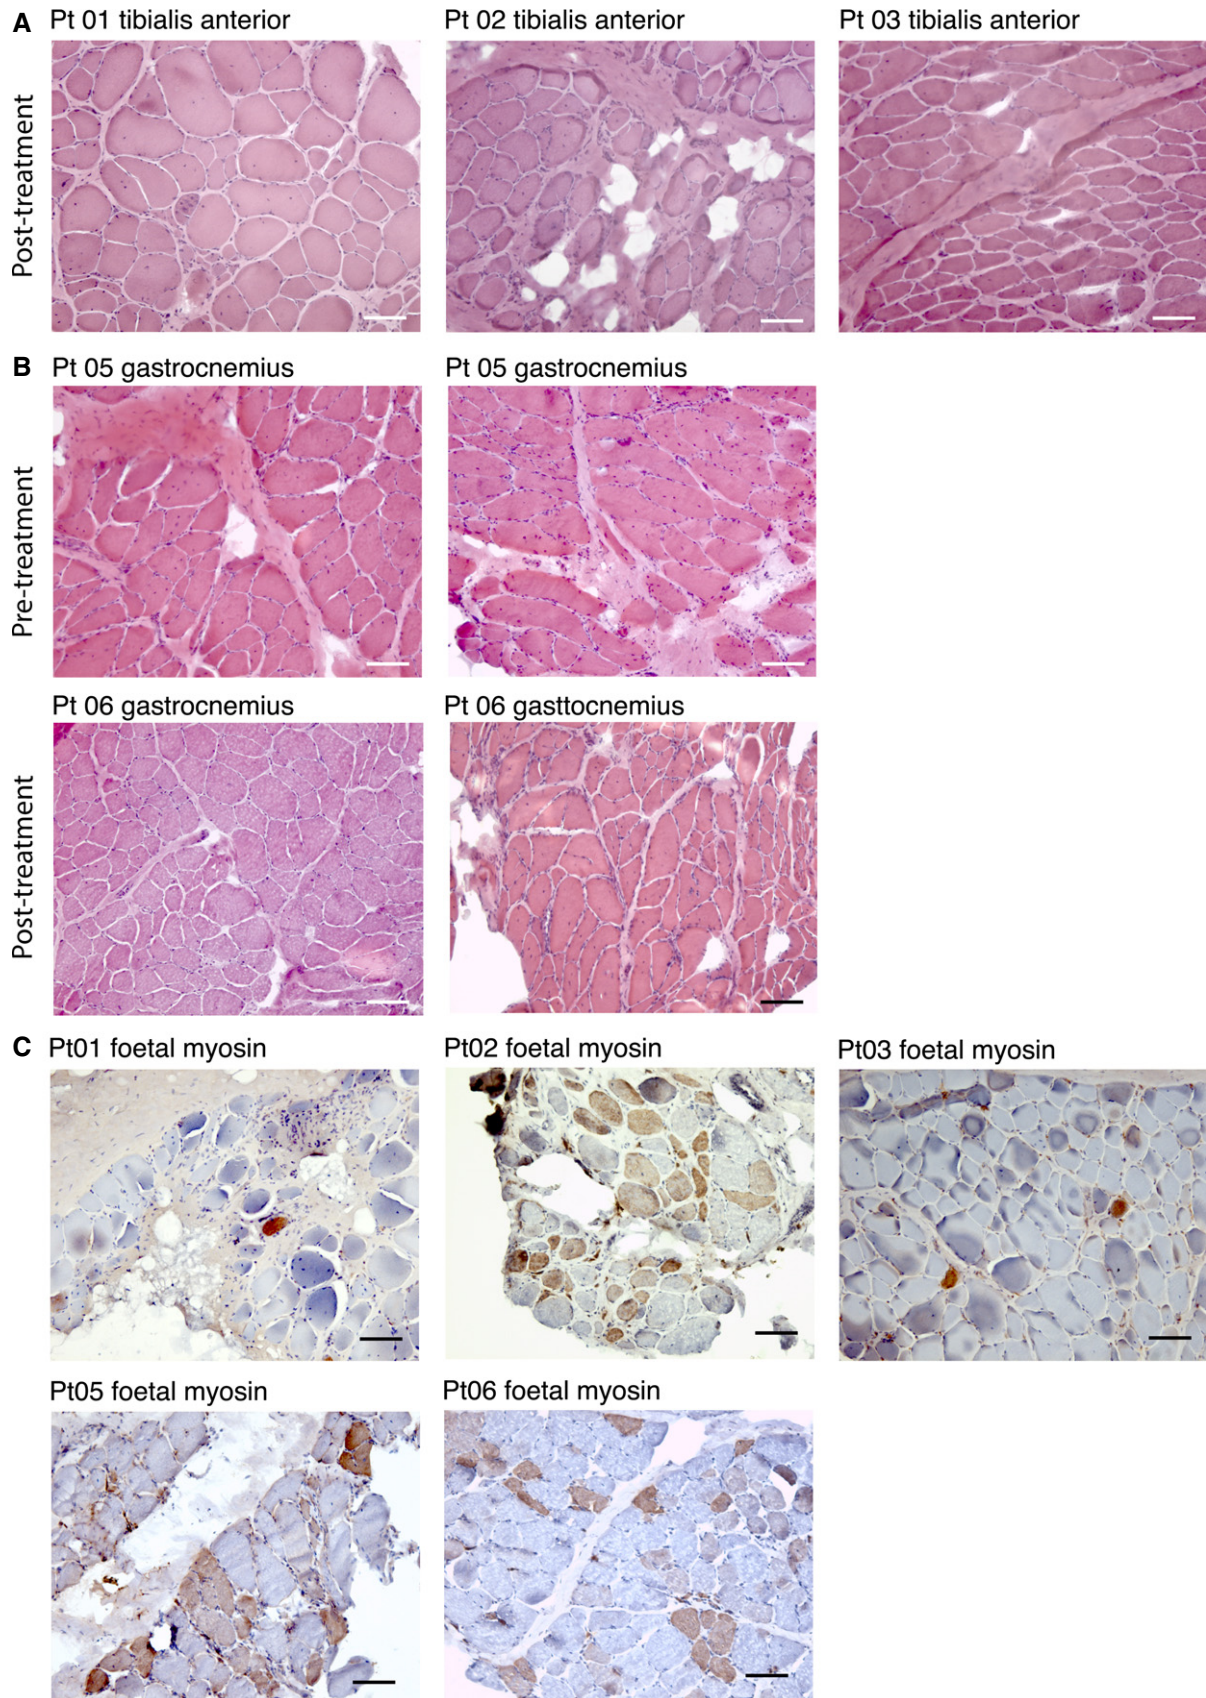 A
Pt 01 tibialis anterior
Pt 02 tibialis anterior
Pt 03 tibialis anterior
Post-treatment
B
Pt 05 gastrocnemius
Pt 05 gastrocnemius
Pre-treatment
Pt 06 gastrocnemius
Pt 06 gasttocnemius
Post-treatment
C
Pt01 foetal myosin
Pt02 foetal myosin
Pt03 foetal myosin
Pt05 foetal myosin
Pt06 foetal myosin